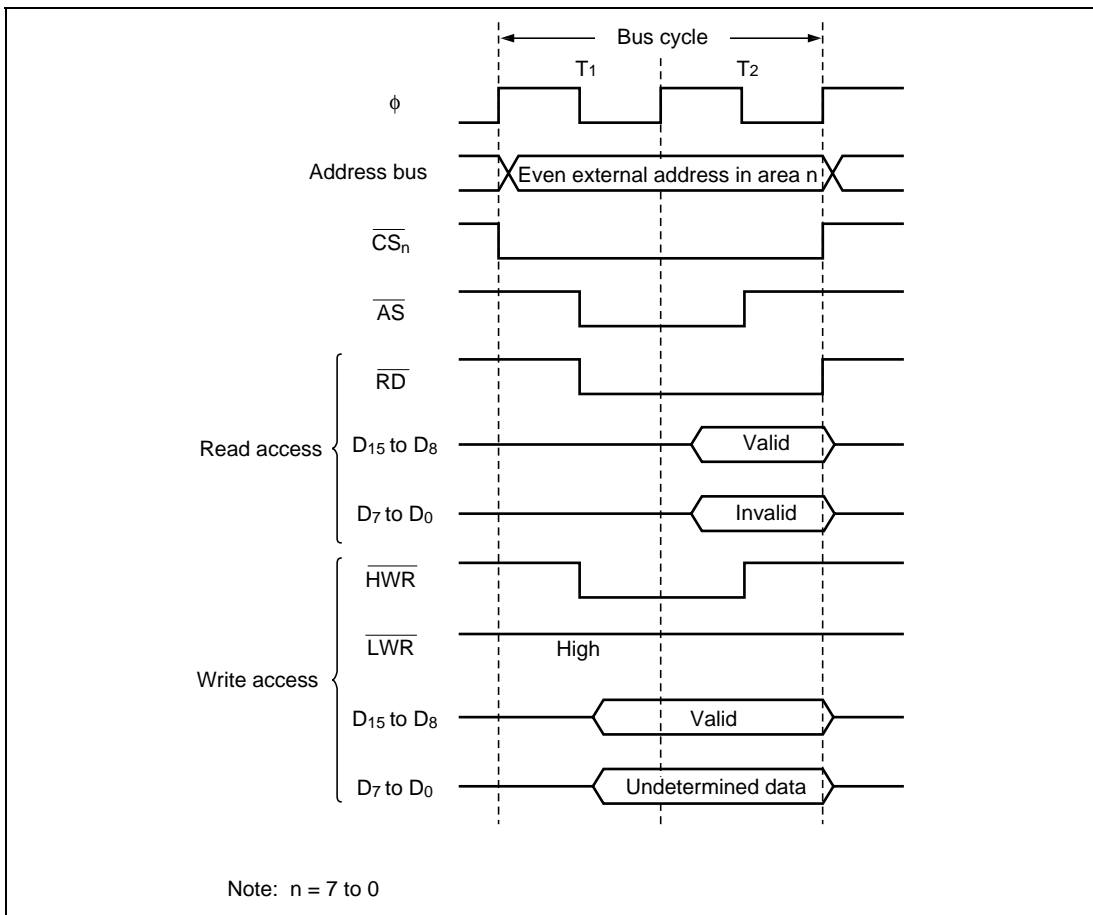 Bus cycle
T1 T2
ϕ
Address bus Even external address in area n
CSn
AS
RD
Read access D15 to D8 Valid
D7 to D0 Invalid
HWR
LWR High
Write access
D15 to D8 Valid
D7 to D0 Undetermined data
Note: n = 7 to 0